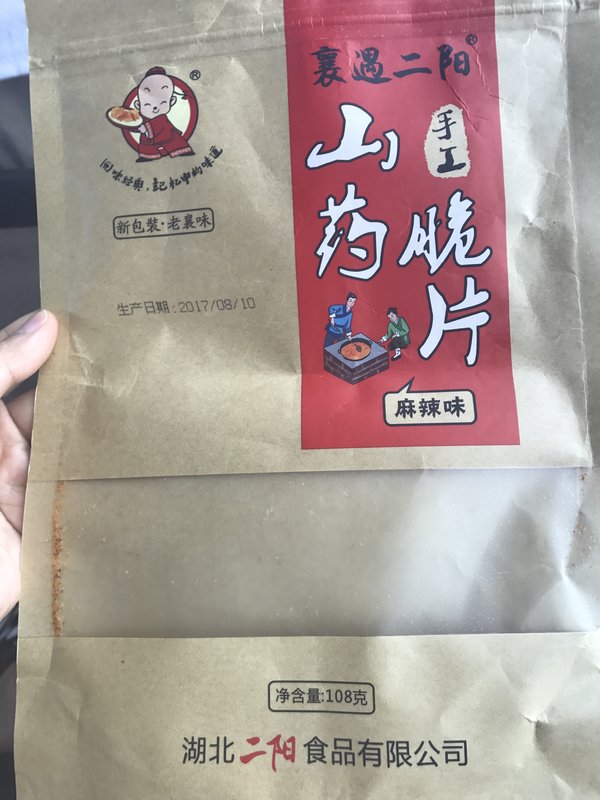 襄遇二阳®
手工
山药脆片
麻辣味
®
回味经典，記忆中的味道
新包裝·老襄味
生产日期:2017/08/10
净含量:108克
湖北二阳食品有限公司